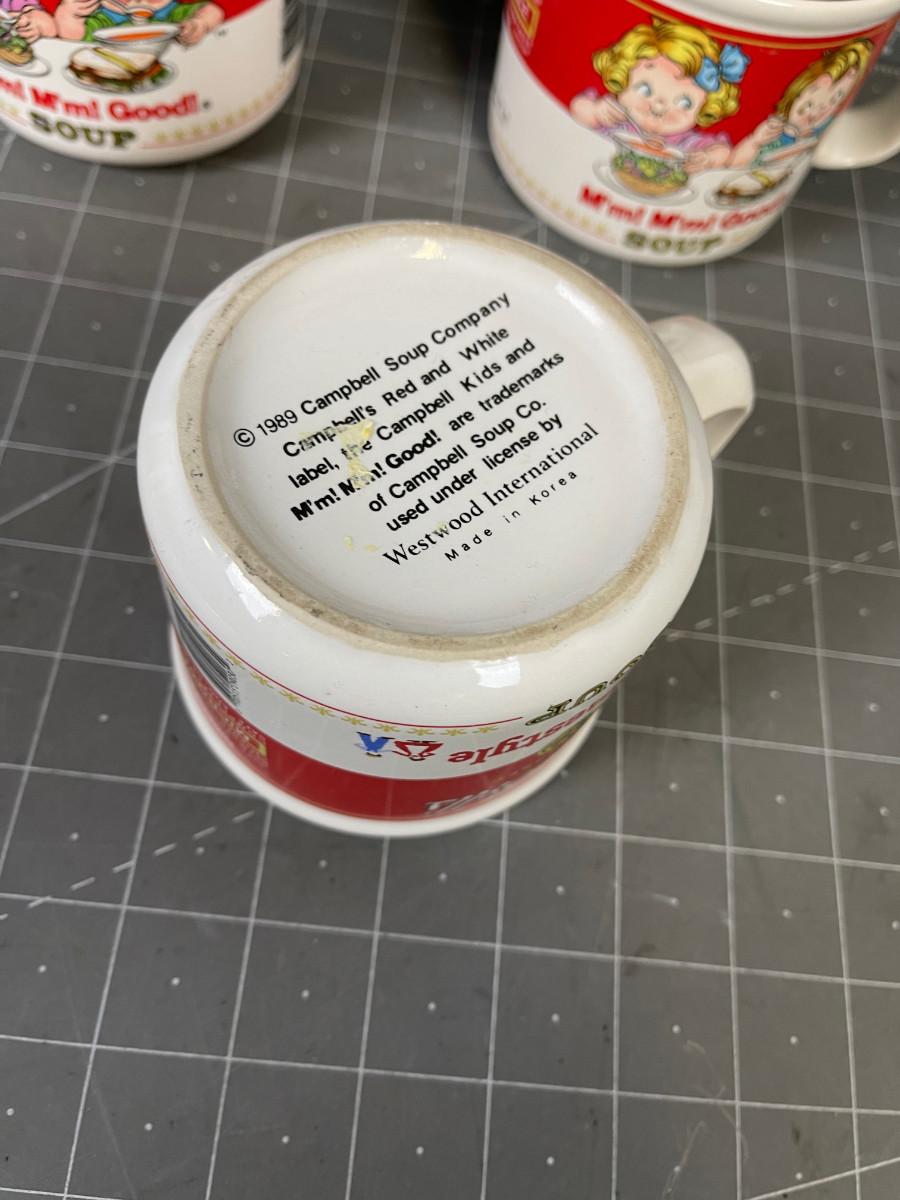 M'm! Good!
SOUP
M'm! M'm! Good
SOUP
© 1989 Campbell Soup Company
Campbell's Red and White
label, the Campbell Kids and
M'm! M'm! Good! are trademarks
of Campbell Soup Co.
used under license by
Westwood International
Made in Korea